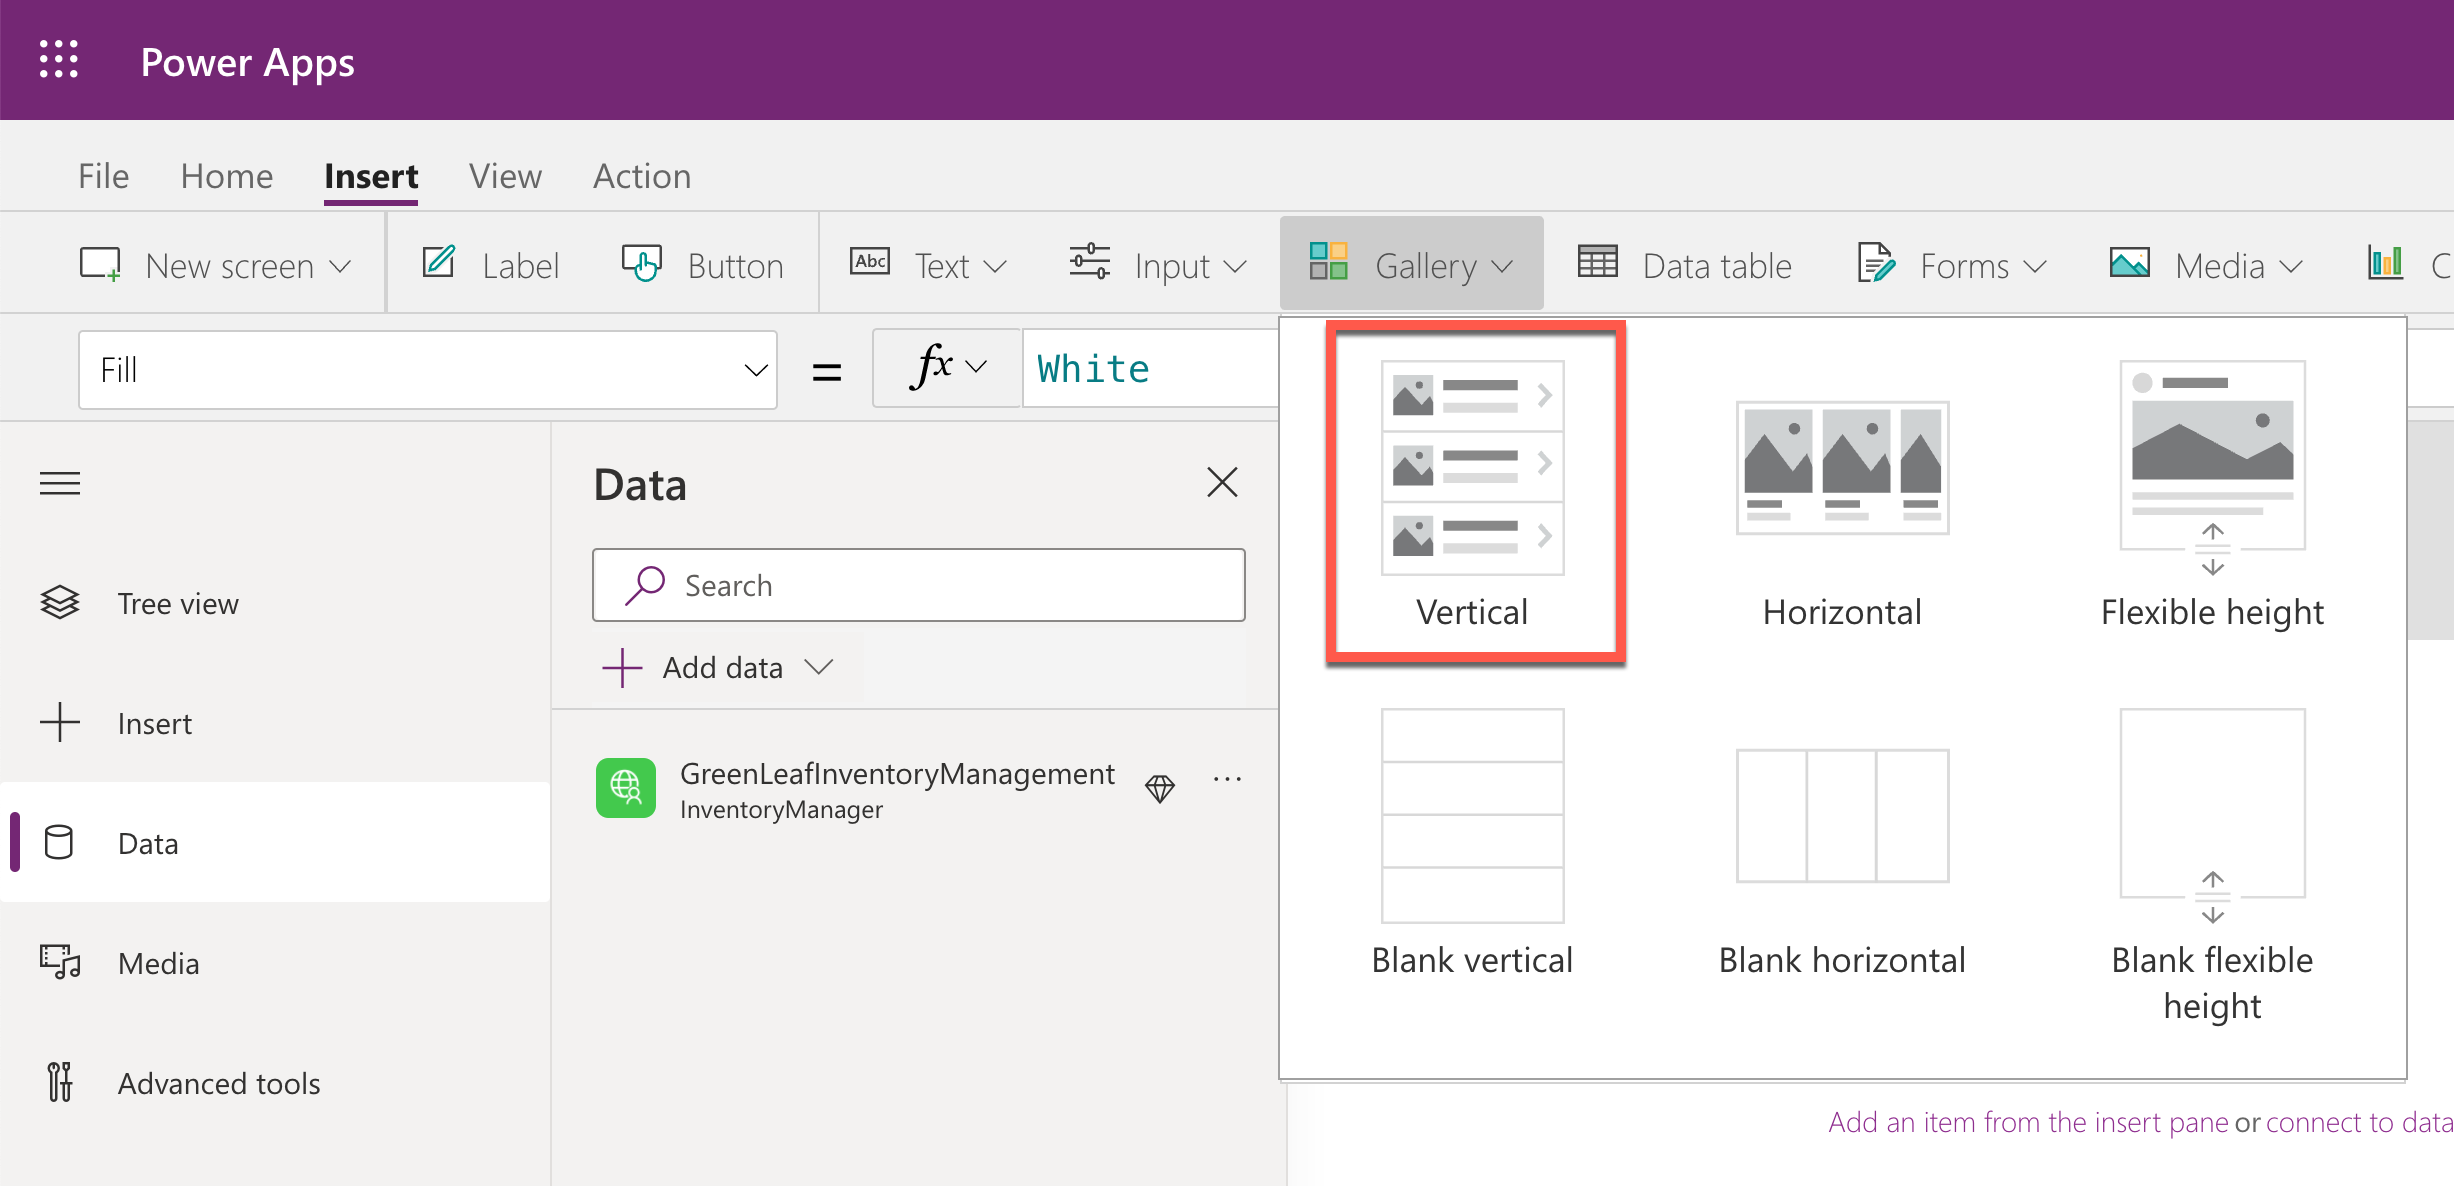 Power Apps
File Home Insert View Action
New screen Label Button Abc Text Input Gallery Data table Forms Media C
Fill = fx White
Data
Search
Add data
GreenLeafInventoryManagement
InventoryManager
Tree view
Insert
Data
Media
Advanced tools
Vertical Horizontal Flexible height
Blank vertical Blank horizontal Blank flexible
height
Add an item from the insert pane or connect to data